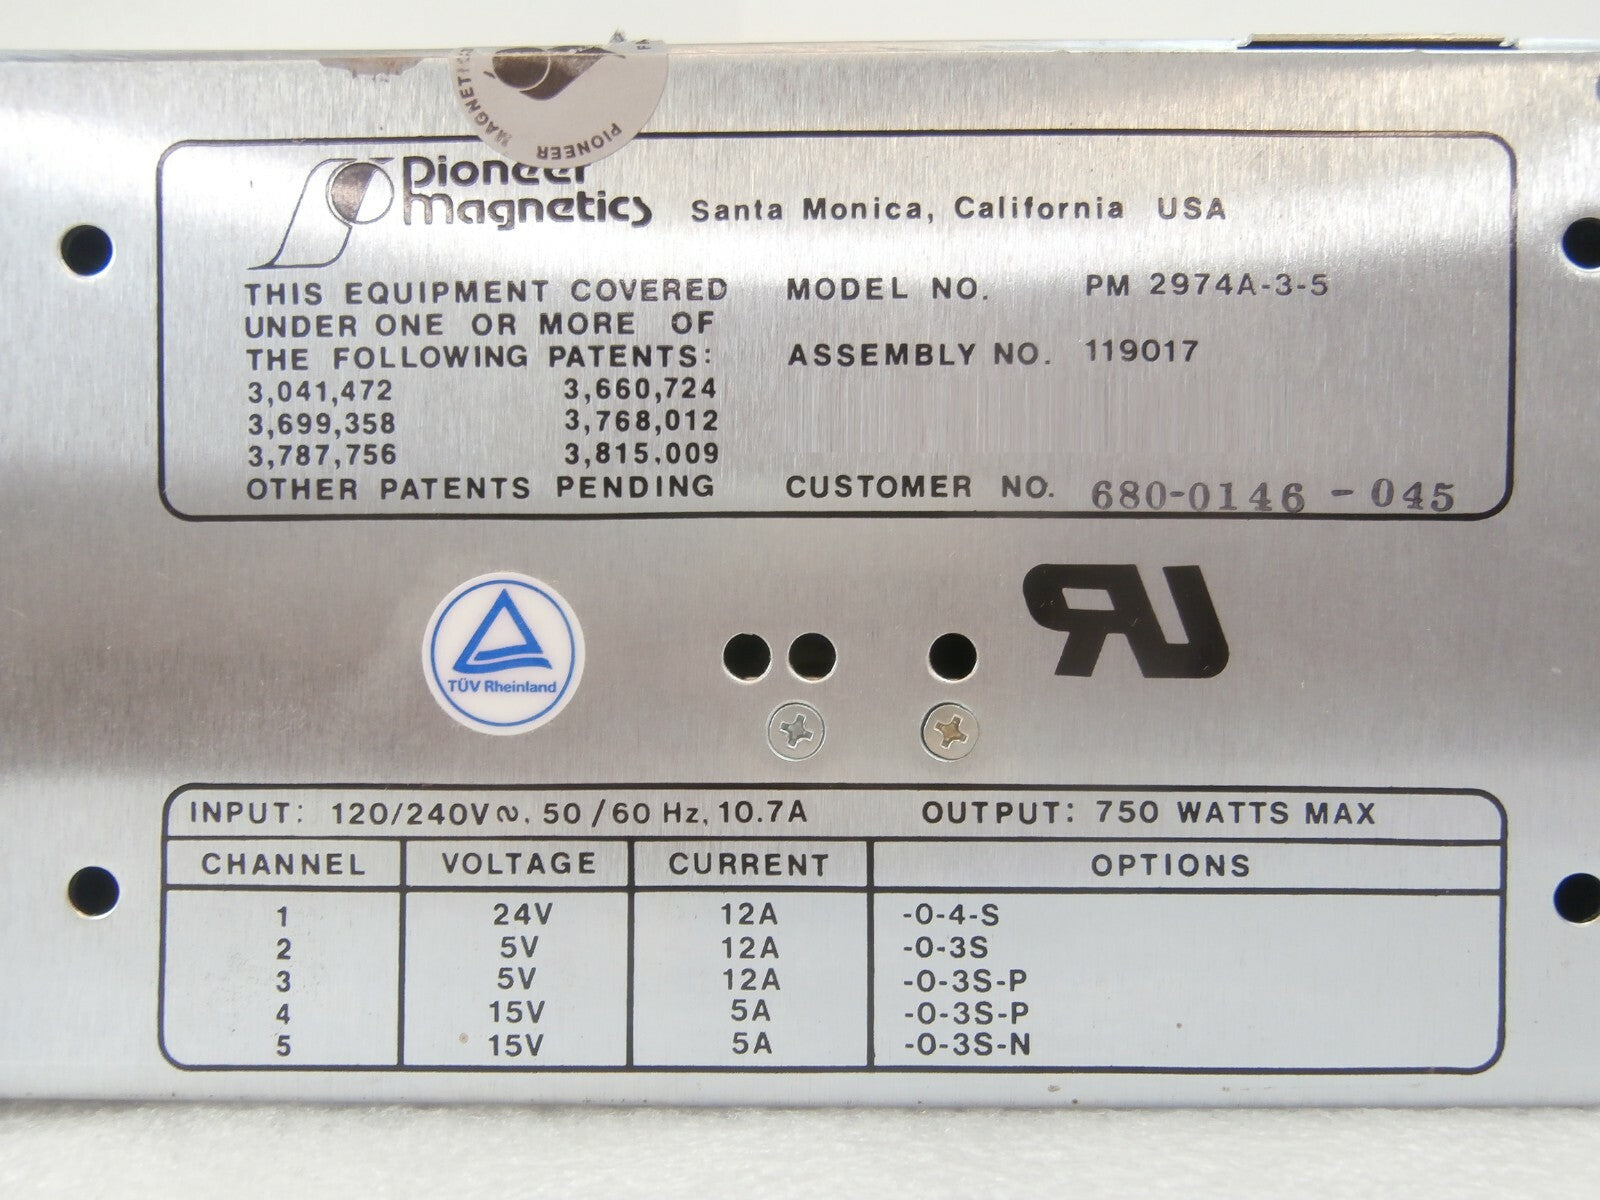 MAGNETICS
PIONEER
Pioneer
magnetics
Santa Monica, California USA
THIS EQUIPMENT COVERED
UNDER ONE OR MORE OF
THE FOLLOWING PATENTS:
3,041,472 3,660,724
3,699,358 3,768,012
3,787,756 3,815,009
OTHER PATENTS PENDING
MODEL NO. PM 2974A-3-5
ASSEMBLY NO. 119017
CUSTOMER NO. 680-0146-045
TÜV Rheinland
INPUT: 120/240V∿, 50/60 Hz, 10.7A OUTPUT: 750 WATTS MAX
CHANNEL VOLTAGE CURRENT OPTIONS
1 24V 12A -0-4-S
2 5V 12A -0-3S
3 5V 12A -0-3S-P
4 15V 5A -0-3S-P
5 15V 5A -0-3S-N